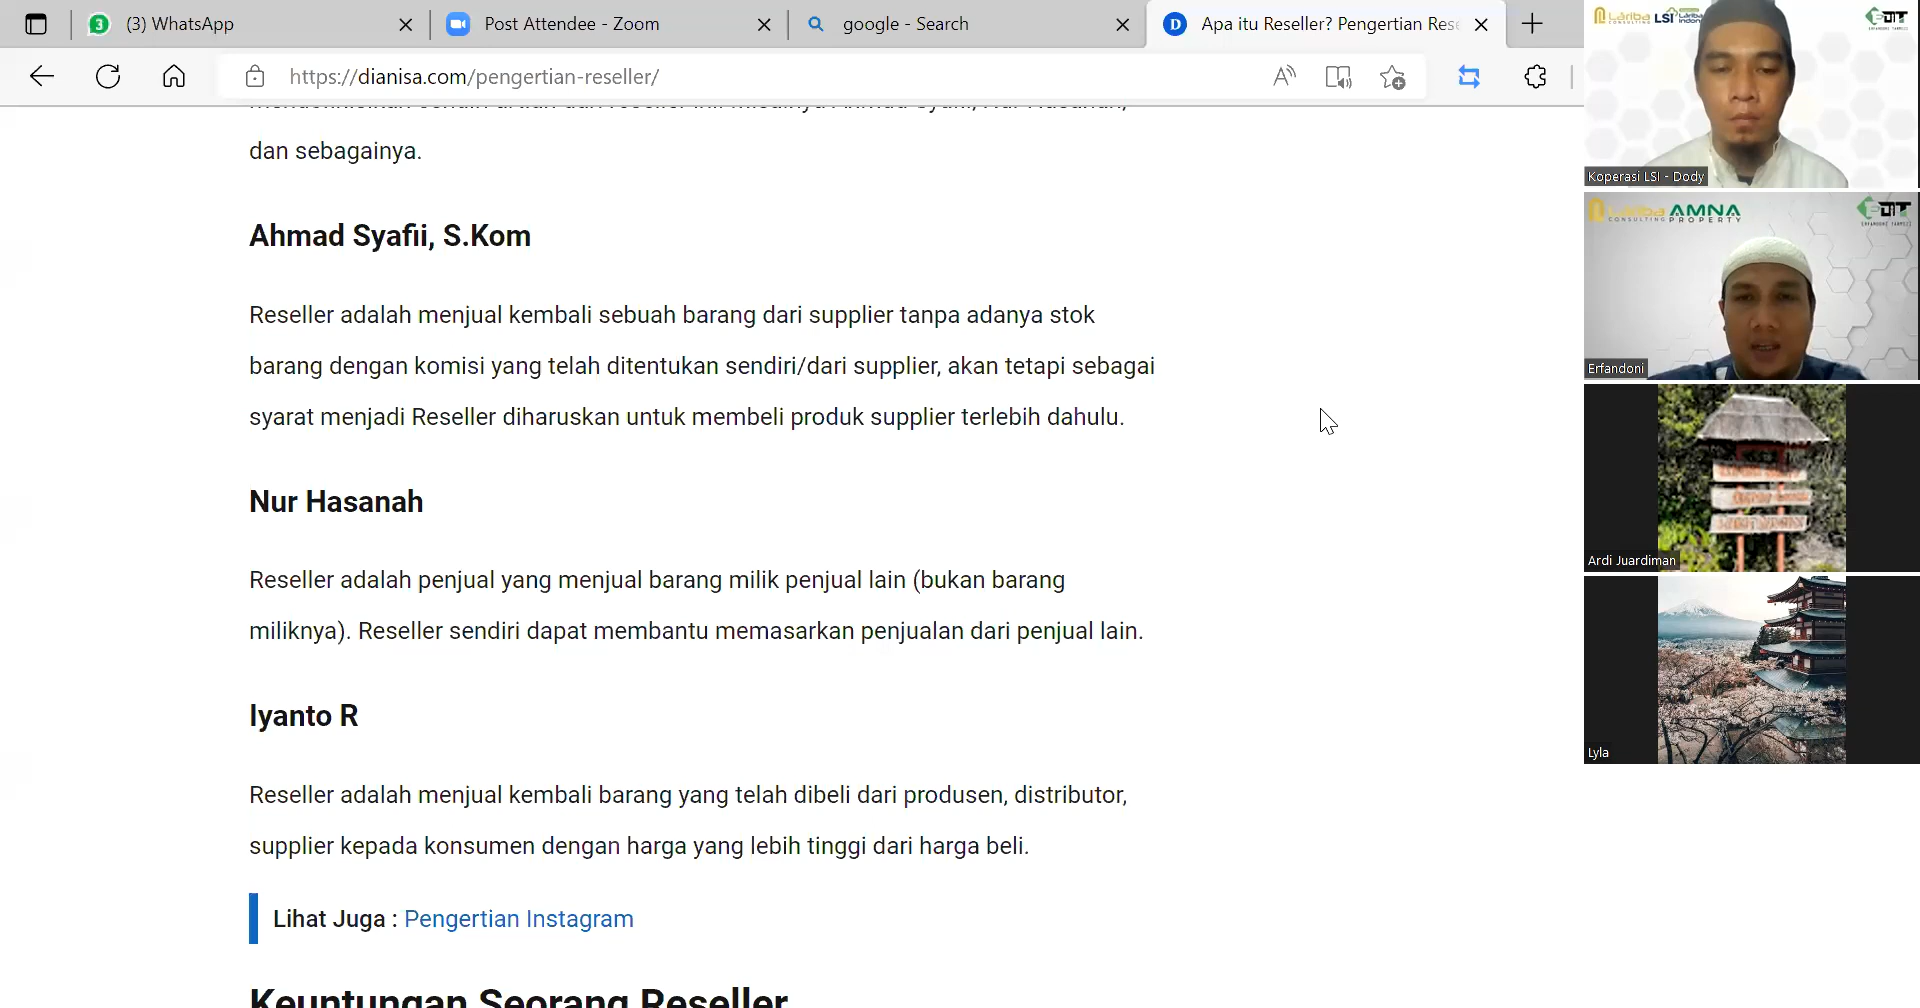 (3) WhatsApp
Post Attendee - Zoom
google - Search
Apa itu Reseller? Pengertian Rese
https://dianisa.com/pengertian-reseller/
dan sebagainya.
Ahmad Syafii, S.Kom
Reseller adalah menjual kembali sebuah barang dari supplier tanpa adanya stok
barang dengan komisi yang telah ditentukan sendiri/dari supplier, akan tetapi sebagai
syarat menjadi Reseller diharuskan untuk membeli produk supplier terlebih dahulu.
Nur Hasanah
Reseller adalah penjual yang menjual barang milik penjual lain (bukan barang
miliknya). Reseller sendiri dapat membantu memasarkan penjualan dari penjual lain.
Iyanto R
Reseller adalah menjual kembali barang yang telah dibeli dari produsen, distributor,
supplier kepada konsumen dengan harga yang lebih tinggi dari harga beli.
Lihat Juga : Pengertian Instagram
Keuntungan Seorang Reseller
LSI
Koperasi LSI - Dody
Lariba AMNA
CONSULTING PROPERTY
Erfandoni
Ardi Juardiman
Lyla